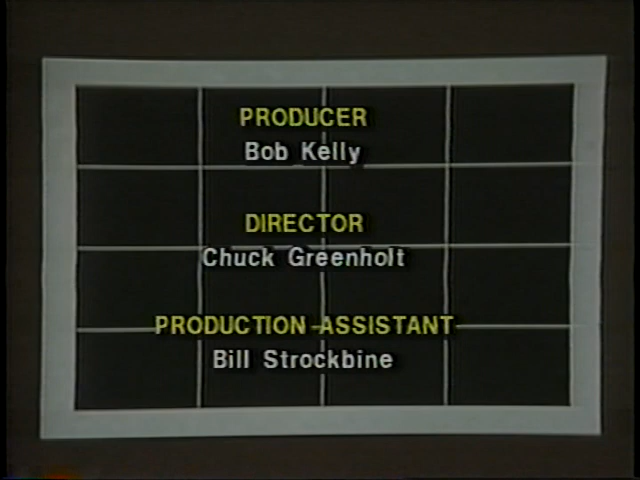 PRODUCER
Bob Kelly
DIRECTOR
Chuck Greenholt
PRODUCTION ASSISTANT
Bill Strockbine